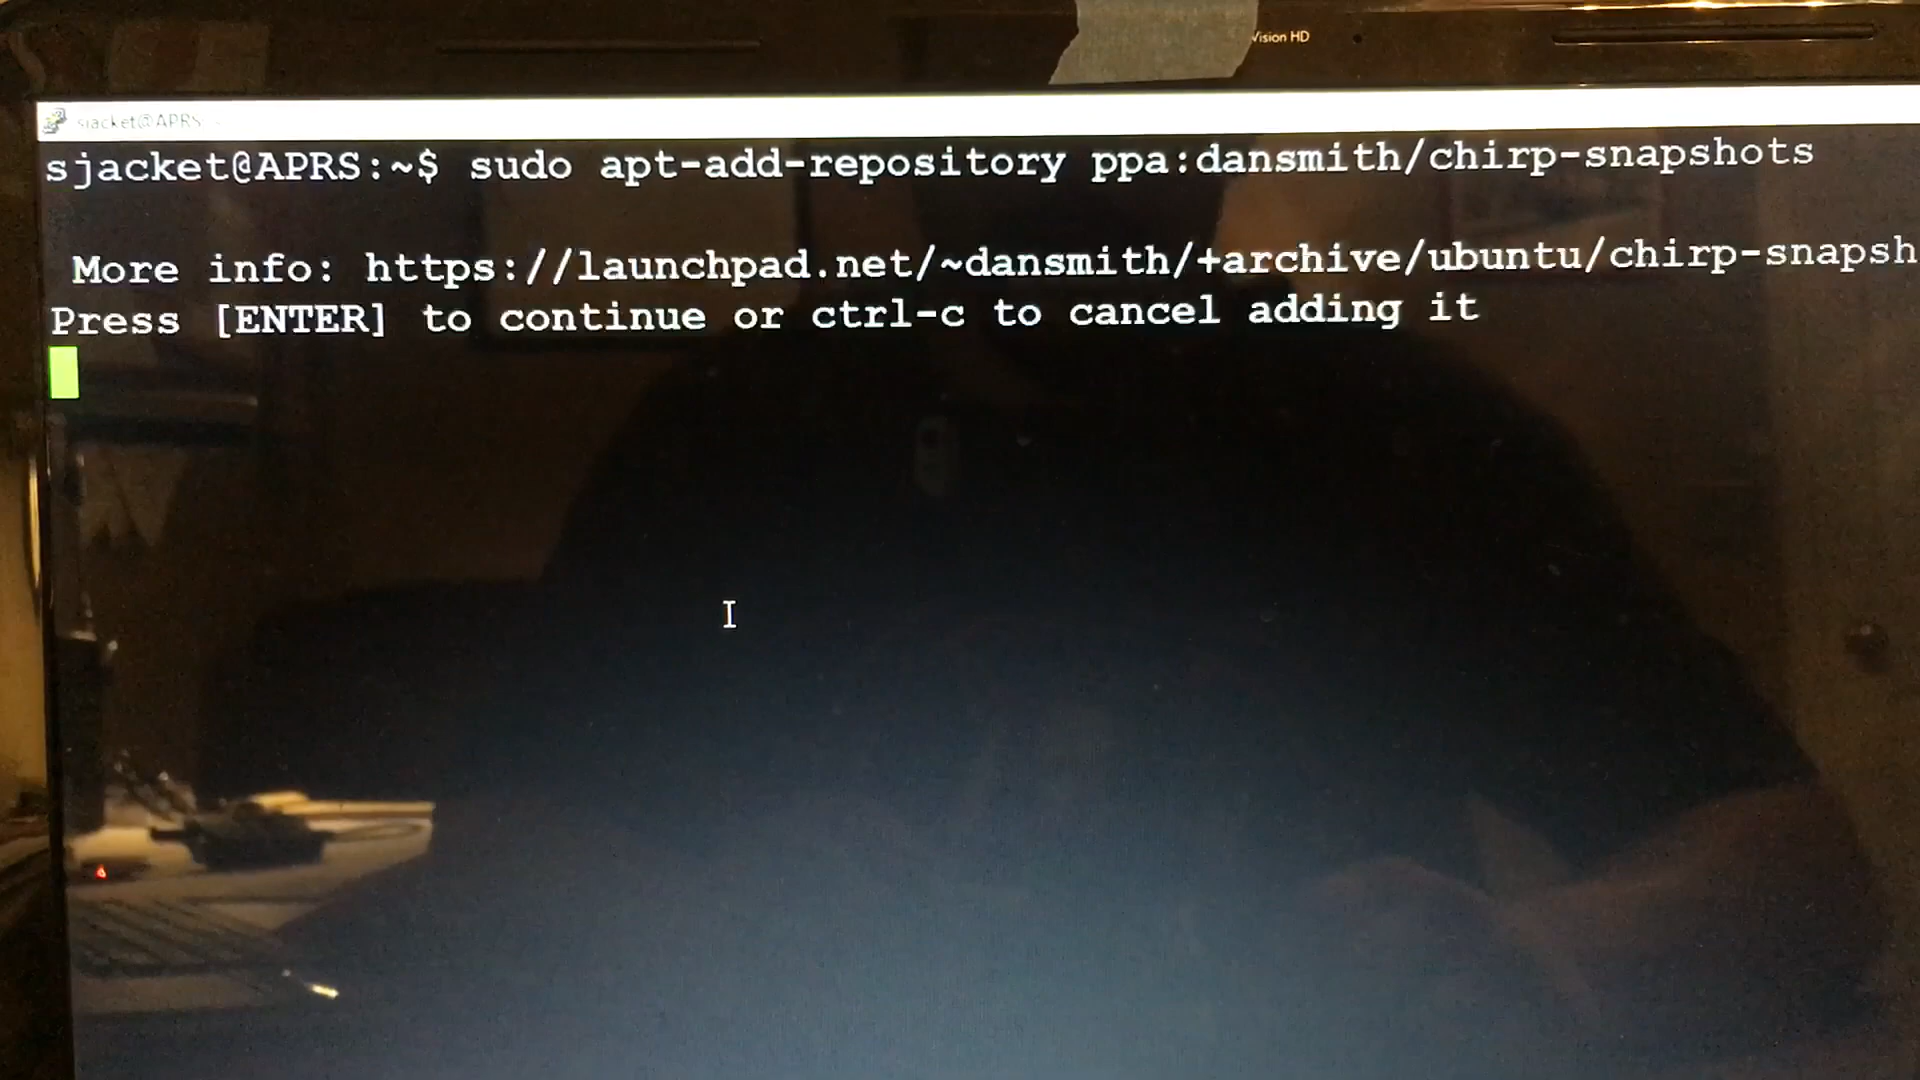 Vision HD
sjacket@APRS: ~
sjacket@APRS:~$ sudo apt-add-repository ppa:dansmith/chirp-snapshots
More info: https://launchpad.net/~dansmith/+archive/ubuntu/chirp-snapsh
Press [ENTER] to continue or ctrl-c to cancel adding it